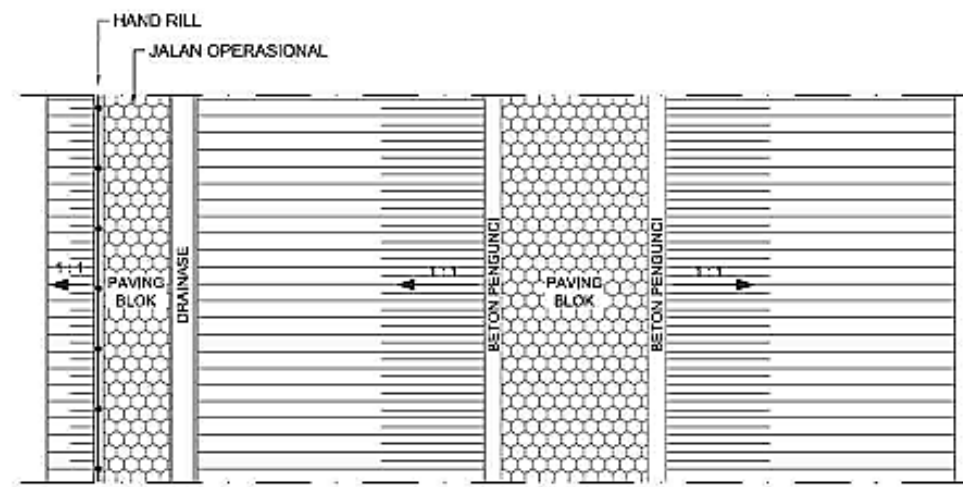 HAND RILL
JALAN OPERASIONAL
1 : 1
PAVING
BLOK
DRAINASE
1 : 1
BETON PENGUNCI
PAVING
BLOK
BETON PENGUNCI
1 : 1